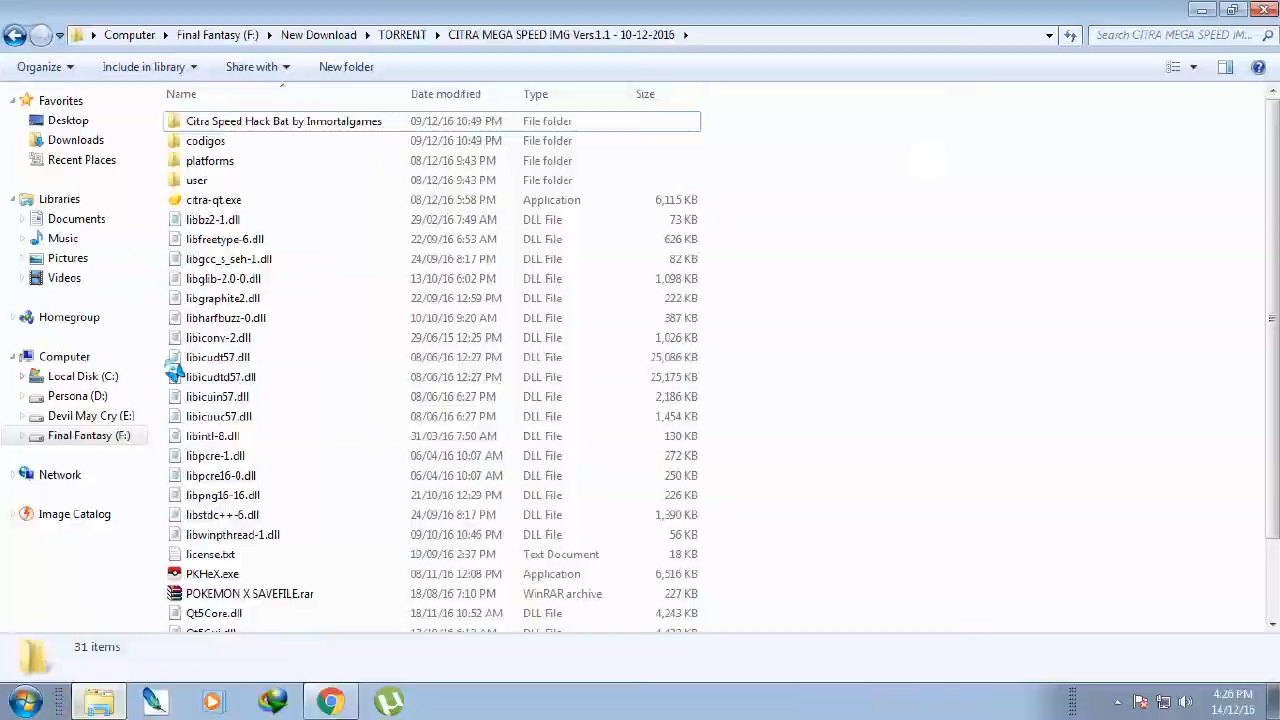 Computer Final Fantasy (F:) New Download TORRENT CITRA MEGA SPEED IMG Vers1.1 - 10-12-2016 Search CITRA MEGA SPEED IM...
Organize Include in library Share with New folder
Name Date modified Type Size
Favorites
Desktop
Downloads
Recent Places
Libraries
Documents
Music
Pictures
Videos
Homegroup
Computer
Local Disk (C:)
Persona (D:)
Devil May Cry (E:)
Final Fantasy (F:)
Network
Image Catalog
Citra Speed Hack Bat by Inmortalgames 09/12/16 10:49 PM File folder
codigos 09/12/16 10:49 PM File folder
platforms 08/12/16 9:43 PM File folder
user 08/12/16 9:43 PM File folder
citra-qt.exe 08/12/16 5:58 PM Application 6,115 KB
libbz2-1.dll 29/02/16 7:49 AM DLL File 73 KB
libfreetype-6.dll 22/09/16 6:53 AM DLL File 626 KB
libgcc_s_seh-1.dll 24/09/16 8:17 PM DLL File 82 KB
libglib-2.0-0.dll 13/10/16 6:02 PM DLL File 1,098 KB
libgraphite2.dll 22/09/16 12:59 PM DLL File 222 KB
libharfbuzz-0.dll 10/10/16 9:20 AM DLL File 387 KB
libiconv-2.dll 29/06/15 12:25 PM DLL File 1,026 KB
libicudt57.dll 08/06/16 12:27 PM DLL File 25,086 KB
libicudtd57.dll 08/06/16 12:27 PM DLL File 25,175 KB
libicuin57.dll 08/06/16 6:27 PM DLL File 2,186 KB
libicuuc57.dll 08/06/16 6:27 PM DLL File 1,454 KB
libintl-8.dll 31/03/16 7:50 AM DLL File 130 KB
libpcre-1.dll 06/04/16 10:07 AM DLL File 272 KB
libpcre16-0.dll 06/04/16 10:07 AM DLL File 250 KB
libpng16-16.dll 21/10/16 12:29 PM DLL File 226 KB
libstdc++-6.dll 24/09/16 8:17 PM DLL File 1,390 KB
libwinpthread-1.dll 09/10/16 10:46 PM DLL File 56 KB
license.txt 19/09/16 2:37 PM Text Document 18 KB
PKHeX.exe 08/11/16 12:08 PM Application 6,516 KB
POKEMON X SAVEFILE.rar 18/08/16 7:10 PM WinRAR archive 227 KB
Qt5Core.dll 18/11/16 10:52 AM DLL File 4,243 KB
31 items
4:26 PM
14/12/16